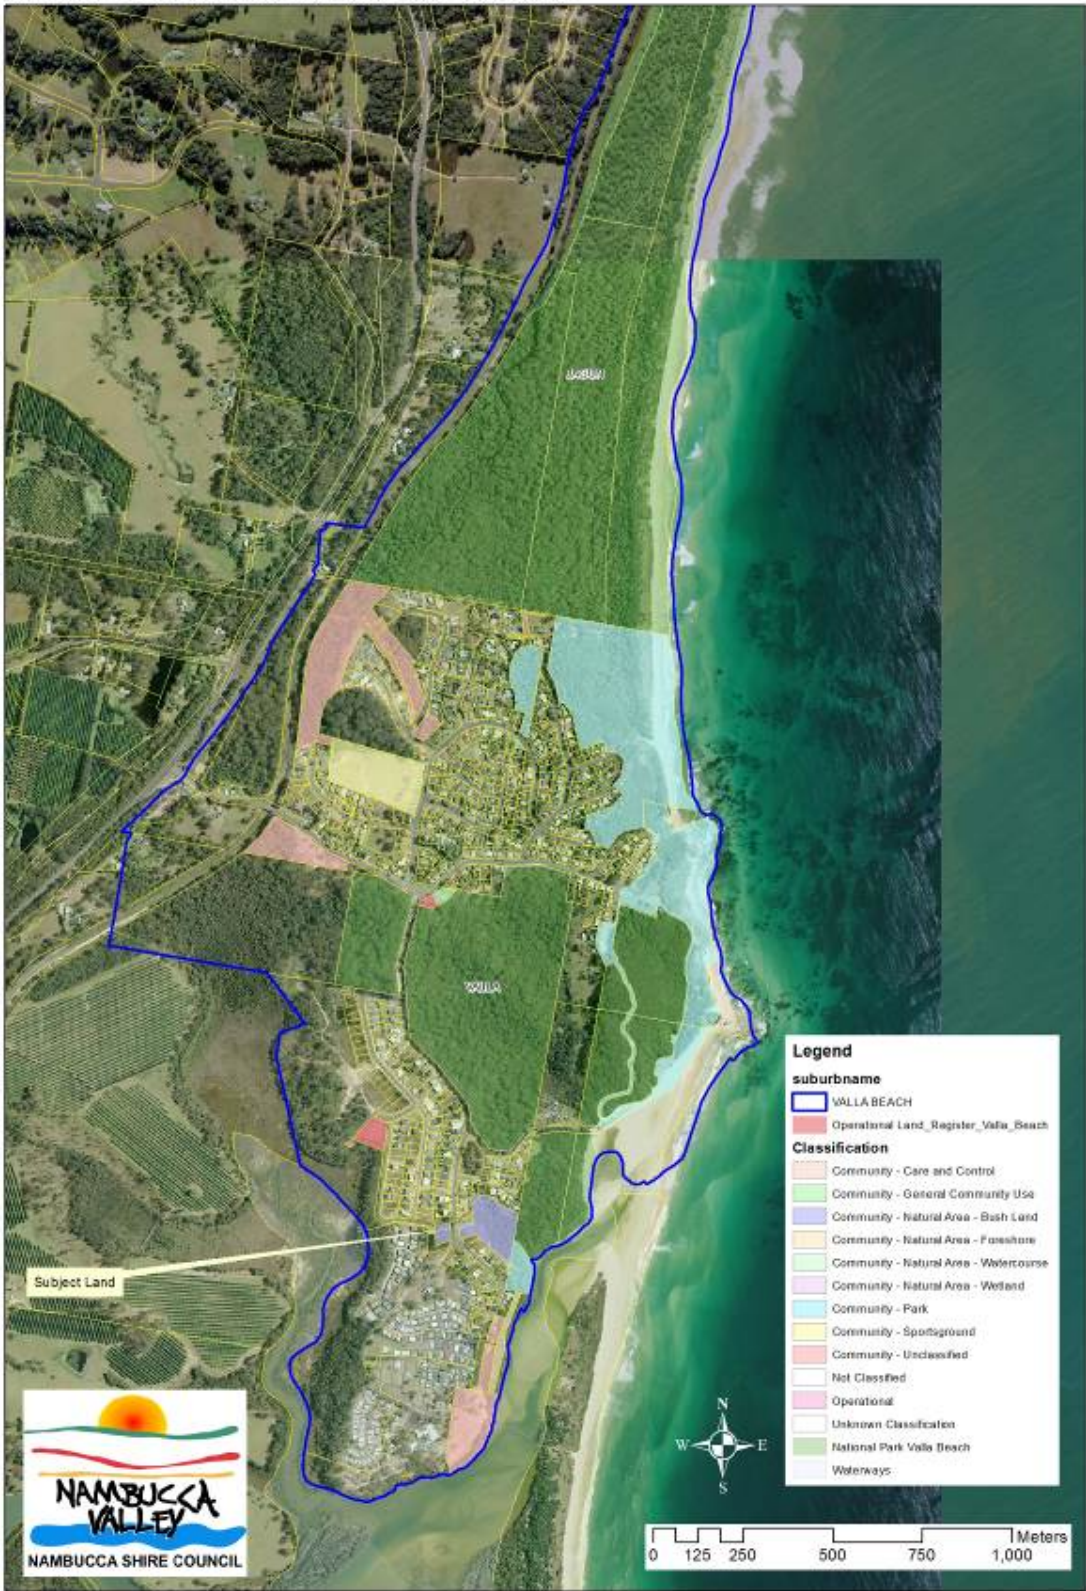 JAGUN
VALLA
Subject Land
Legend
suburbname
VALLA BEACH
Operational Land_Register_Valla_Beach
Classification
Community - Care and Control
Community - General Community Use
Community - Natural Area - Bush Land
Community - Natural Area - Foreshore
Community - Natural Area - Watercourse
Community - Natural Area - Wetland
Community - Park
Community - Sportsground
Community - Unclassified
Not Classified
Operational
Unknown Classification
National Park Valla Beach
Waterways
N
W E
S
Meters
0 125 250 500 750 1,000
NAMBUCCA
VALLEY
NAMBUCCA SHIRE COUNCIL